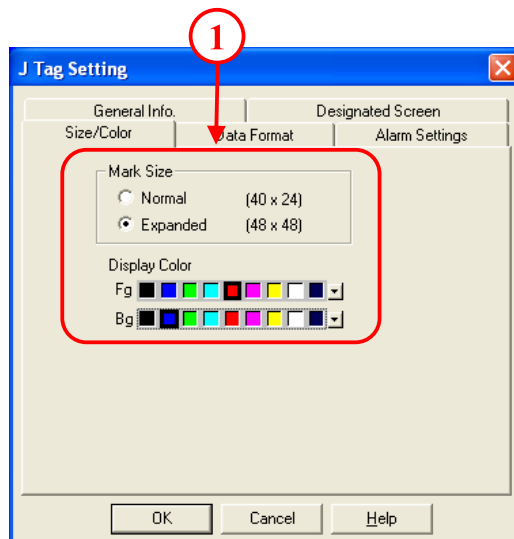 1
J Tag Setting
General Info.
Designated Screen
Size/Color
Data Format
Alarm Settings
Mark Size
Normal (40 x 24)
Expanded (48 x 48)
Display Color
Fg
Bg
OK Cancel Help